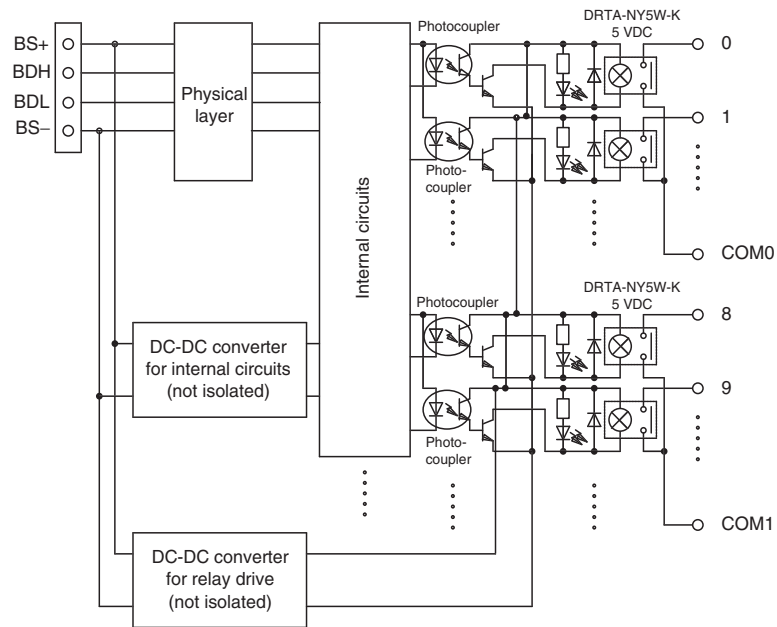 DRTA-NY5W-K
5 VDC
Photocoupler
BS+
BDH
BDL
BS−
Physical
layer
Internal circuits
0
1
Photo-
coupler
COM0
DRTA-NY5W-K
5 VDC
Photocoupler
8
DC-DC converter
for internal circuits
(not isolated)
9
Photo-
coupler
COM1
DC-DC converter
for relay drive
(not isolated)